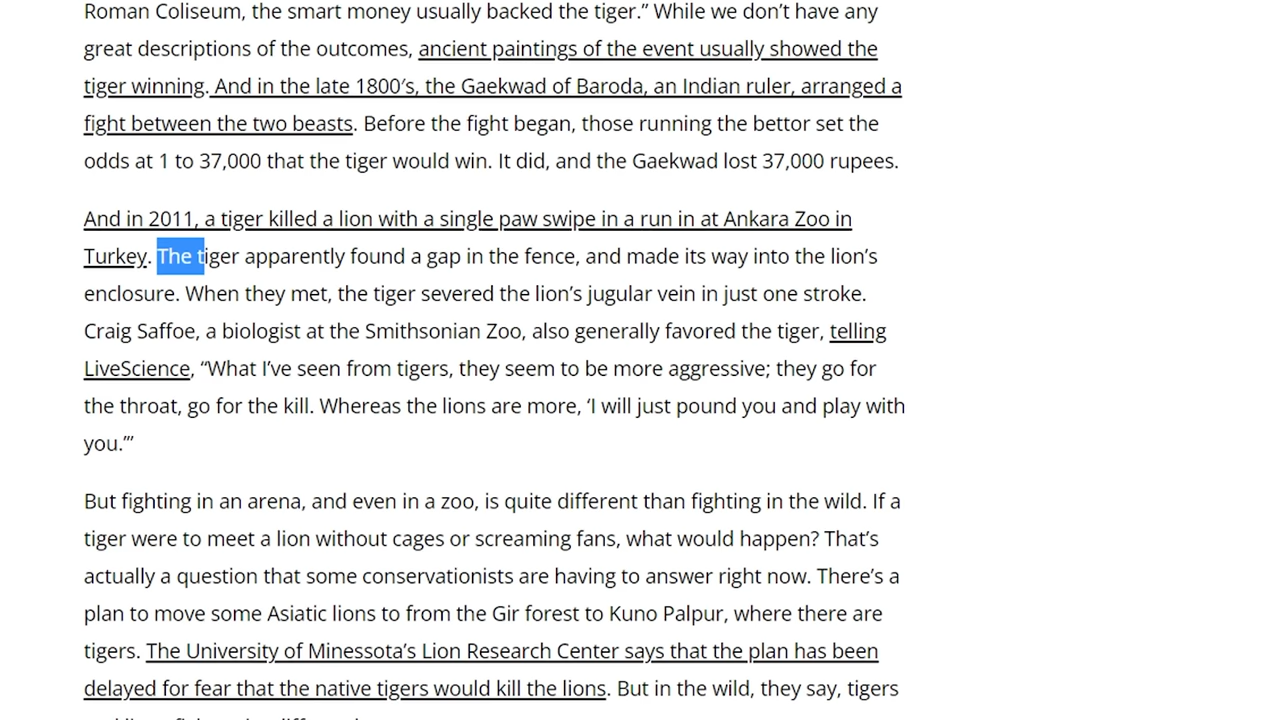 Roman Coliseum, the smart money usually backed the tiger.” While we don’t have any
great descriptions of the outcomes, ancient paintings of the event usually showed the
tiger winning. And in the late 1800′s, the Gaekwad of Baroda, an Indian ruler, arranged a
fight between the two beasts. Before the fight began, those running the bettor set the
odds at 1 to 37,000 that the tiger would win. It did, and the Gaekwad lost 37,000 rupees.
And in 2011, a tiger killed a lion with a single paw swipe in a run in at Ankara Zoo in
Turkey. The tiger apparently found a gap in the fence, and made its way into the lion’s
enclosure. When they met, the tiger severed the lion’s jugular vein in just one stroke.
Craig Saffoe, a biologist at the Smithsonian Zoo, also generally favored the tiger, telling
LiveScience, “What I’ve seen from tigers, they seem to be more aggressive; they go for
the throat, go for the kill. Whereas the lions are more, ‘I will just pound you and play with
you.’”
But fighting in an arena, and even in a zoo, is quite different than fighting in the wild. If a
tiger were to meet a lion without cages or screaming fans, what would happen? That’s
actually a question that some conservationists are having to answer right now. There’s a
plan to move some Asiatic lions to from the Gir forest to Kuno Palpur, where there are
tigers. The University of Minessota’s Lion Research Center says that the plan has been
delayed for fear that the native tigers would kill the lions. But in the wild, they say, tigers